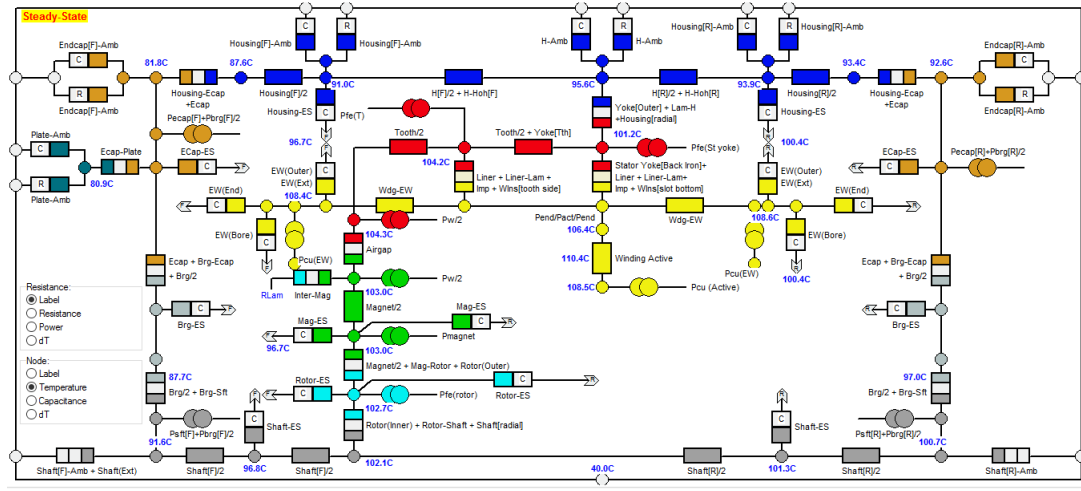 Steady-State
C
R
C
R
C
R
Housing[F]-Amb
Housing[F]-Amb
H-Amb
H-Amb
Housing[R]-Amb
Housing[R]-Amb
C
Endcap[F]-Amb
R
Endcap[F]-Amb
81.8C
87.6C
91.0C
95.6C
93.9C
93.4C
92.6C
Endcap[R]-Amb
C
R
Endcap[R]-Amb
Housing-Ecap
+Ecap
Housing[F]/2
H[F]/2 + H-Hoh[F]
H[R]/2 + H-Hoh[R]
Housing[R]/2
Housing-Ecap
+Ecap
Housing-ES
C
Pfe(T)
Yoke[Outer] + Lam-H
+Housing[radial]
Housing-ES
C
Pecap[F]+Pbrg[F]/2
Tooth/2
Tooth/2 + Yoke[Tth]
101.2C
Pfe(St yoke)
96.7C
100.4C
F
F
R
R
Plate-Amb
C
R
Plate-Amb
80.9C
Ecap-Plate
ECap-ES
C
F
104.2C
Liner + Liner-Lam+
Imp + Wlns[tooth side]
Stator Yoke[Back Iron]+
Liner + Liner-Lam+
Imp + Wlns[slot bottom]
ECap-ES
C
R
Pecap[R]+Pbrg[R]/2
EW(Outer)
EW(Ext)
C
108.4C
EW(Outer)
EW(Ext)
C
EW(End)
C
F
Wdg-EW
Wdg-EW
EW(End)
C
R
108.6C
EW(Bore)
C
F
Pcu(EW)
104.3C
Pw/2
Pend/Pact/Pend
106.4C
EW(Bore)
C
R
100.4C
Pcu(EW)
Airgap
110.4C
Winding Active
108.5C
Pcu (Active)
Ecap + Brg-Ecap
+ Brg/2
RLam
Inter-Mag
103.0C
Pw/2
Ecap + Brg-Ecap
+ Brg/2
Magnet/2
Brg-ES
C
F
Mag-ES
C
F
96.7C
Mag-ES
C
R
Pmagnet
103.0C
Brg-ES
C
R
Resistance:
Label
Resistance
Power
dT
Magnet/2 + Mag-Rotor + Rotor(Outer)
Node:
Label
Temperature
Capacitance
dT
87.7C
Brg/2 + Brg-Sft
Rotor-ES
C
F
102.7C
Pfe(rotor)
C
R
Rotor-ES
97.0C
Brg/2 + Brg-Sft
Rotor(Inner) + Rotor-Shaft + Shaft[radial]
Psft[F]+Pbrg[F]/2
F
C
Shaft-ES
R
C
Shaft-ES
Psft[R]+Pbrg[R]/2
91.6C
96.8C
102.1C
40.0C
101.3C
100.7C
Shaft[F]-Amb + Shaft(Ext)
Shaft[F]/2
Shaft[F]/2
Shaft[R]/2
Shaft[R]/2
Shaft[R]-Amb